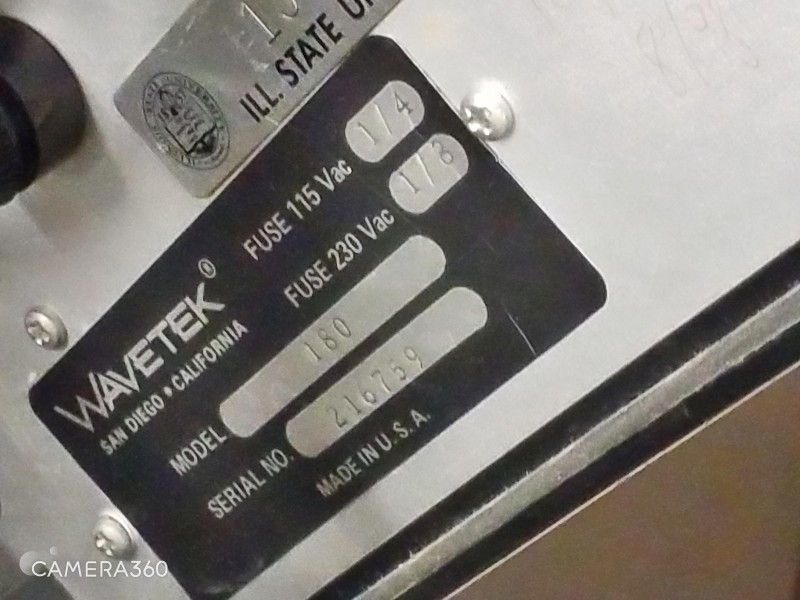 ILL. STATE
WAVETEK®
SAN DIEGO • CALIFORNIA
FUSE 115 Vac 1/4
FUSE 230 Vac 1/8
MODEL 180
SERIAL NO. 216759
MADE IN U.S.A.
CAMERA360